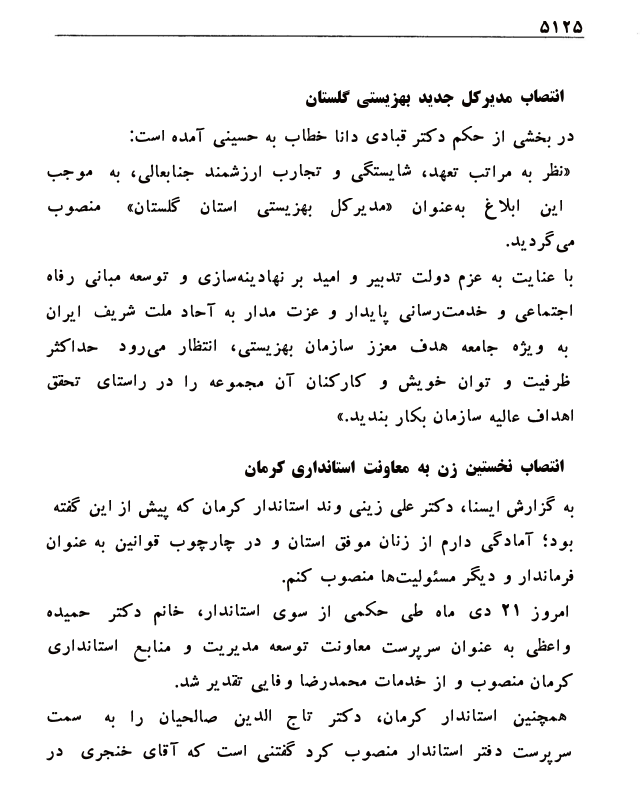 ۵۱۲۵
انتصاب مدیرکل جدید بهزیستی گلستان
در بخشی از حکم دکتر قبادی دانا خطاب به حسینی آمده است:
«نظر به مراتب تعهد، شایستگی و تجارب ارزشمند جنابعالی، به موجب
این ابلاغ به‌عنوان «مدیرکل بهزیستی استان گلستان» منصوب
می‌گردید.
با عنایت به عزم دولت تدبیر و امید بر نهادینه‌سازی و توسعه مبانی رفاه
اجتماعی و خدمت‌رسانی پایدار و عزت مدار به آحاد ملت شریف ایران
به ویژه جامعه هدف معزز سازمان بهزیستی، انتظار می‌رود حداکثر
ظرفیت و توان خویش و کارکنان آن مجموعه را در راستای تحقق
اهداف عالیه سازمان بکار بندید.»
انتصاب نخستین زن به معاونت استانداری کرمان
به گزارش ایسنا، دکتر علی زینی وند استاندار کرمان که پیش از این گفته
بود؛ آمادگی دارم از زنان موفق استان و در چارچوب قوانین به عنوان
فرماندار و دیگر مسئولیت‌ها منصوب کنم.
امروز ۲۱ دی ماه طی حکمی از سوی استاندار، خانم دکتر حمیده
واعظی به عنوان سرپرست معاونت توسعه مدیریت و منابع استانداری
کرمان منصوب و از خدمات محمدرضا وفایی تقدیر شد.
همچنین استاندار کرمان، دکتر تاج الدین صالحیان را به سمت
سرپرست دفتر استاندار منصوب کرد گفتنی است که آقای خنجری در